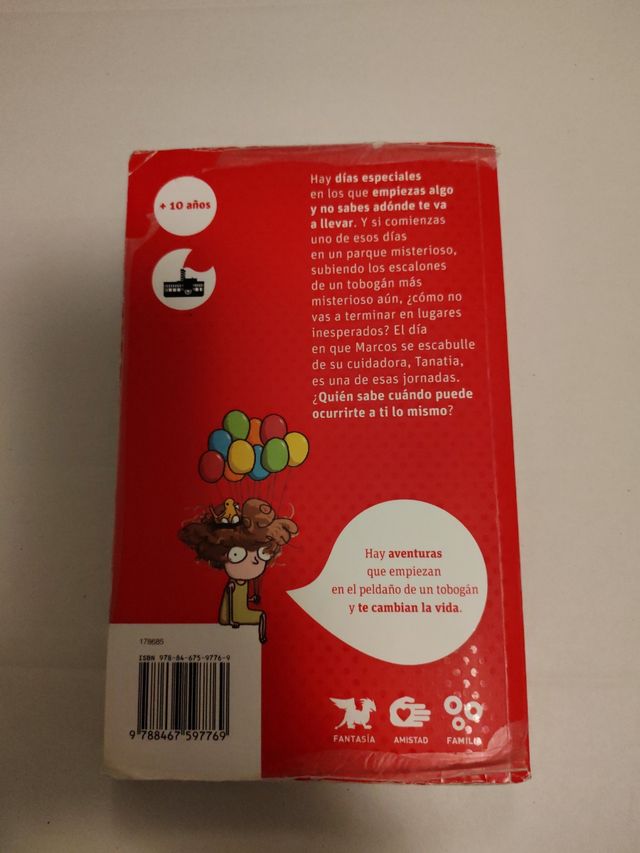 + 10 años
Hay días especiales
en los que empiezas algo
y no sabes adónde te va
a llevar. Y si comienzas
uno de esos días
en un parque misterioso,
subiendo los escalones
de un tobogán más
misterioso aún, ¿cómo no
vas a terminar en lugares
inesperados? El día
en que Marcos se escabulle
de su cuidadora, Tanatia,
es una de esas jornadas.
¿Quién sabe cuándo puede
ocurrirte a ti lo mismo?
Hay aventuras
que empiezan
en el peldaño de un tobogán
y te cambian la vida.
178685
ISBN 978-84-675-9776-9
9 788467 597769
FANTASÍA
AMISTAD
FAMILIA